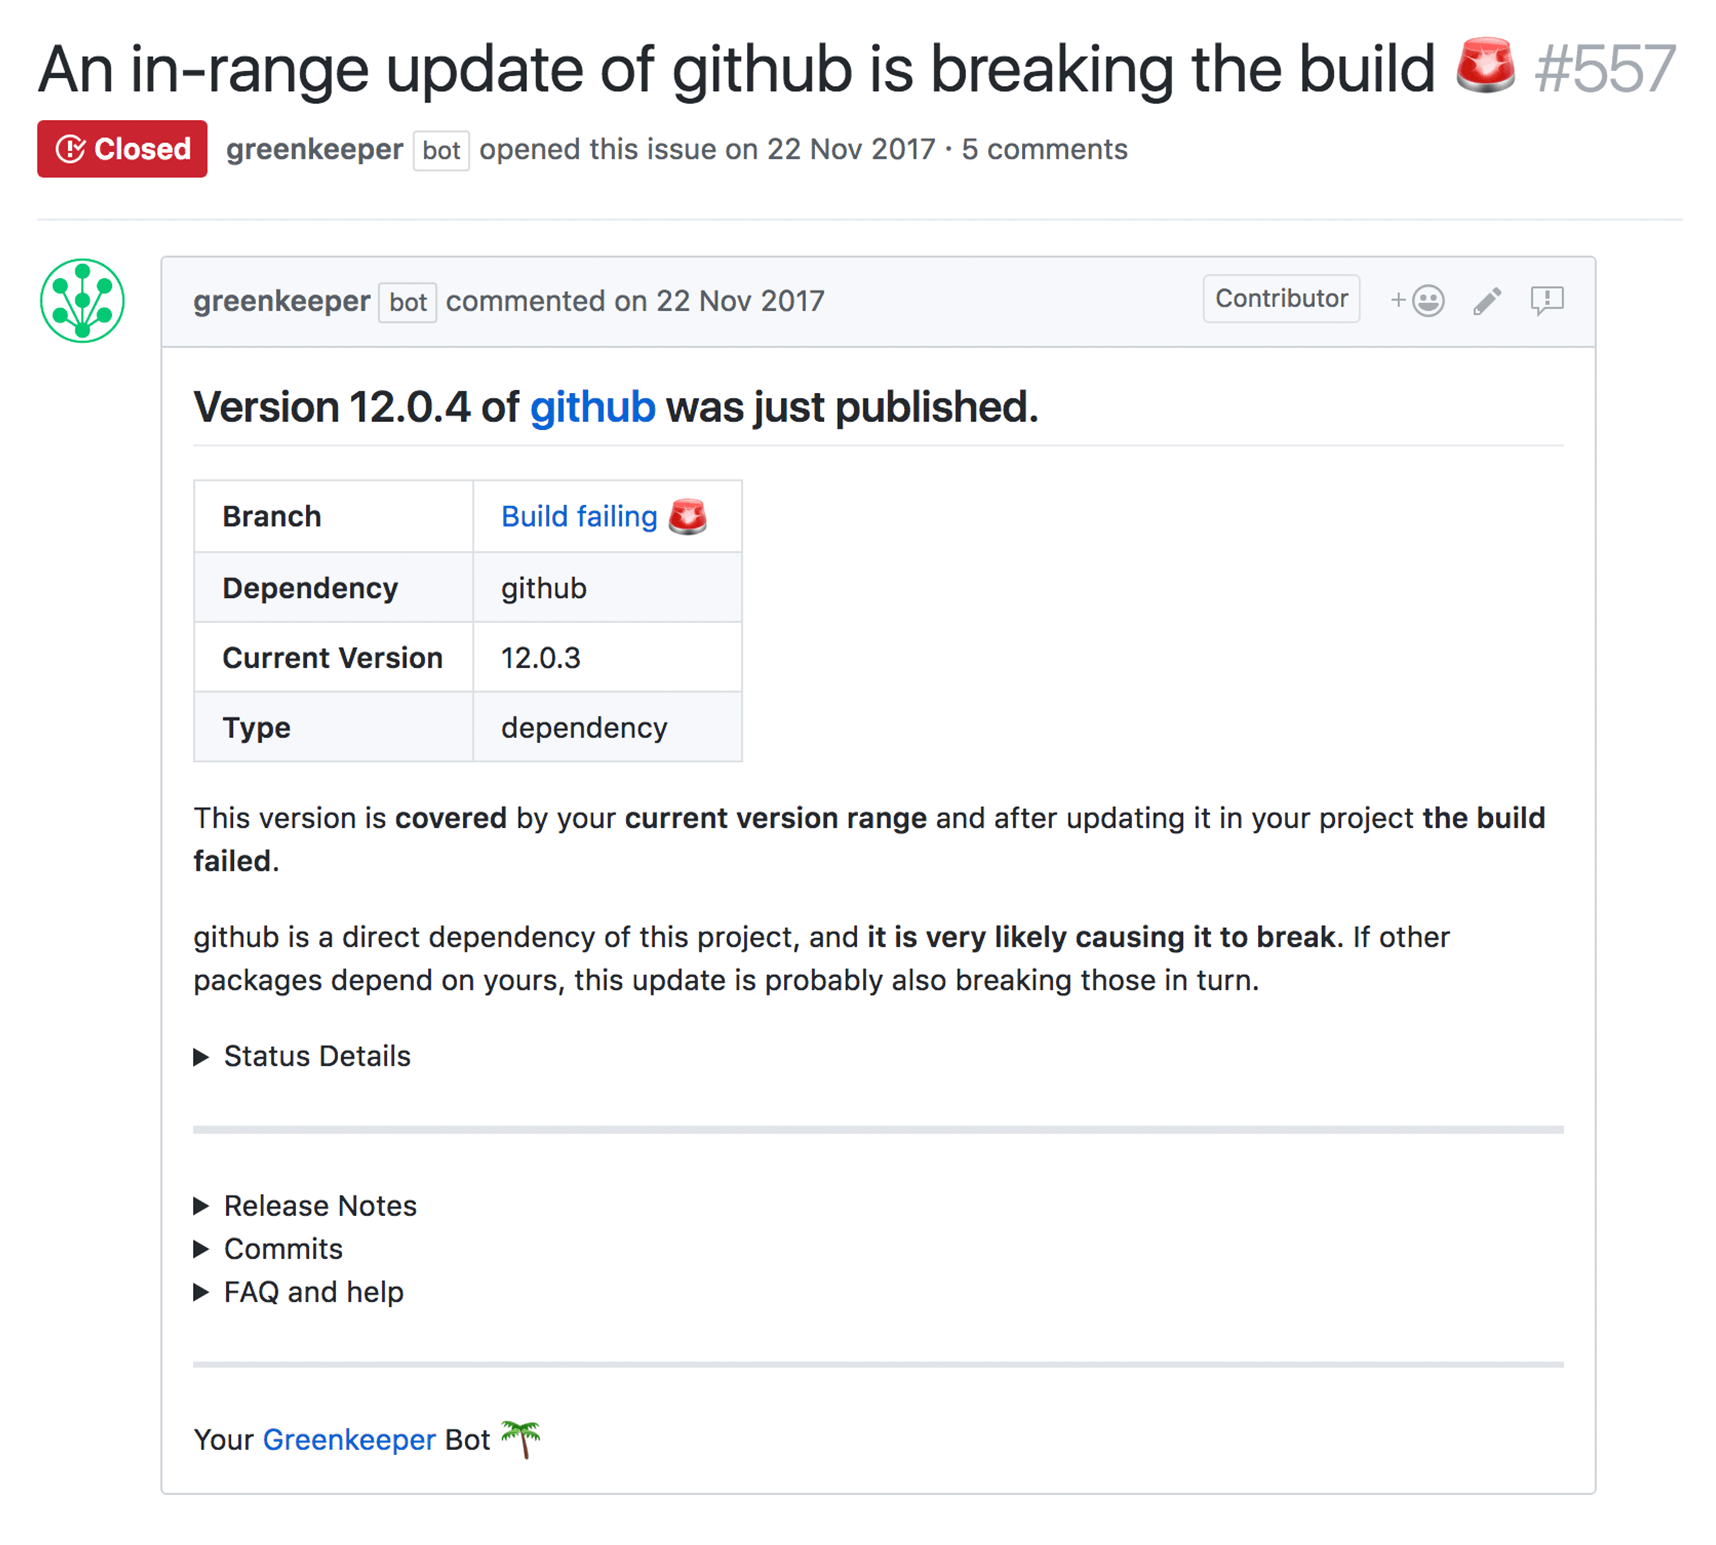 An in-range update of github is breaking the build 🚨 #557
Closed greenkeeper bot opened this issue on 22 Nov 2017 · 5 comments
greenkeeper bot commented on 22 Nov 2017 Contributor +
Version 12.0.4 of github was just published.
Branch Build failing 🚨
Dependency github
Current Version 12.0.3
Type dependency
This version is covered by your current version range and after updating it in your project the build
failed.
github is a direct dependency of this project, and it is very likely causing it to break. If other
packages depend on yours, this update is probably also breaking those in turn.
Status Details
Release Notes
Commits
FAQ and help
Your Greenkeeper Bot 🌴